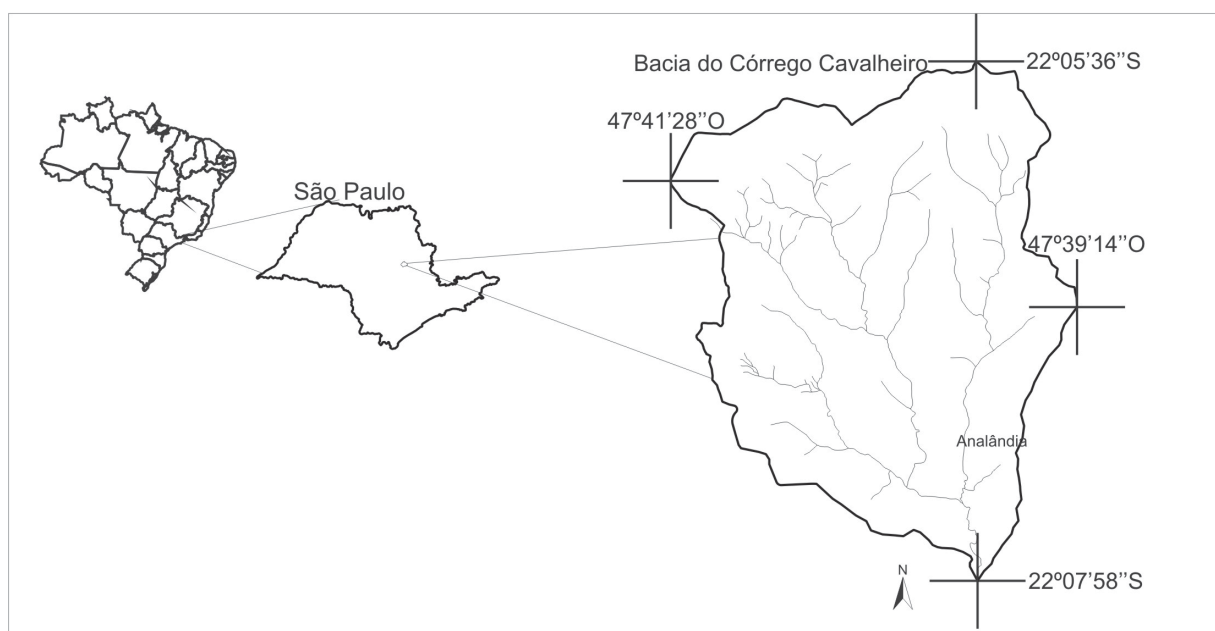 Bacia do Córrego Cavalheiro
22º05'36’’S
47º41'28’’O
São Paulo
47º39'14’’O
Analândia
N
22º07'58’’S